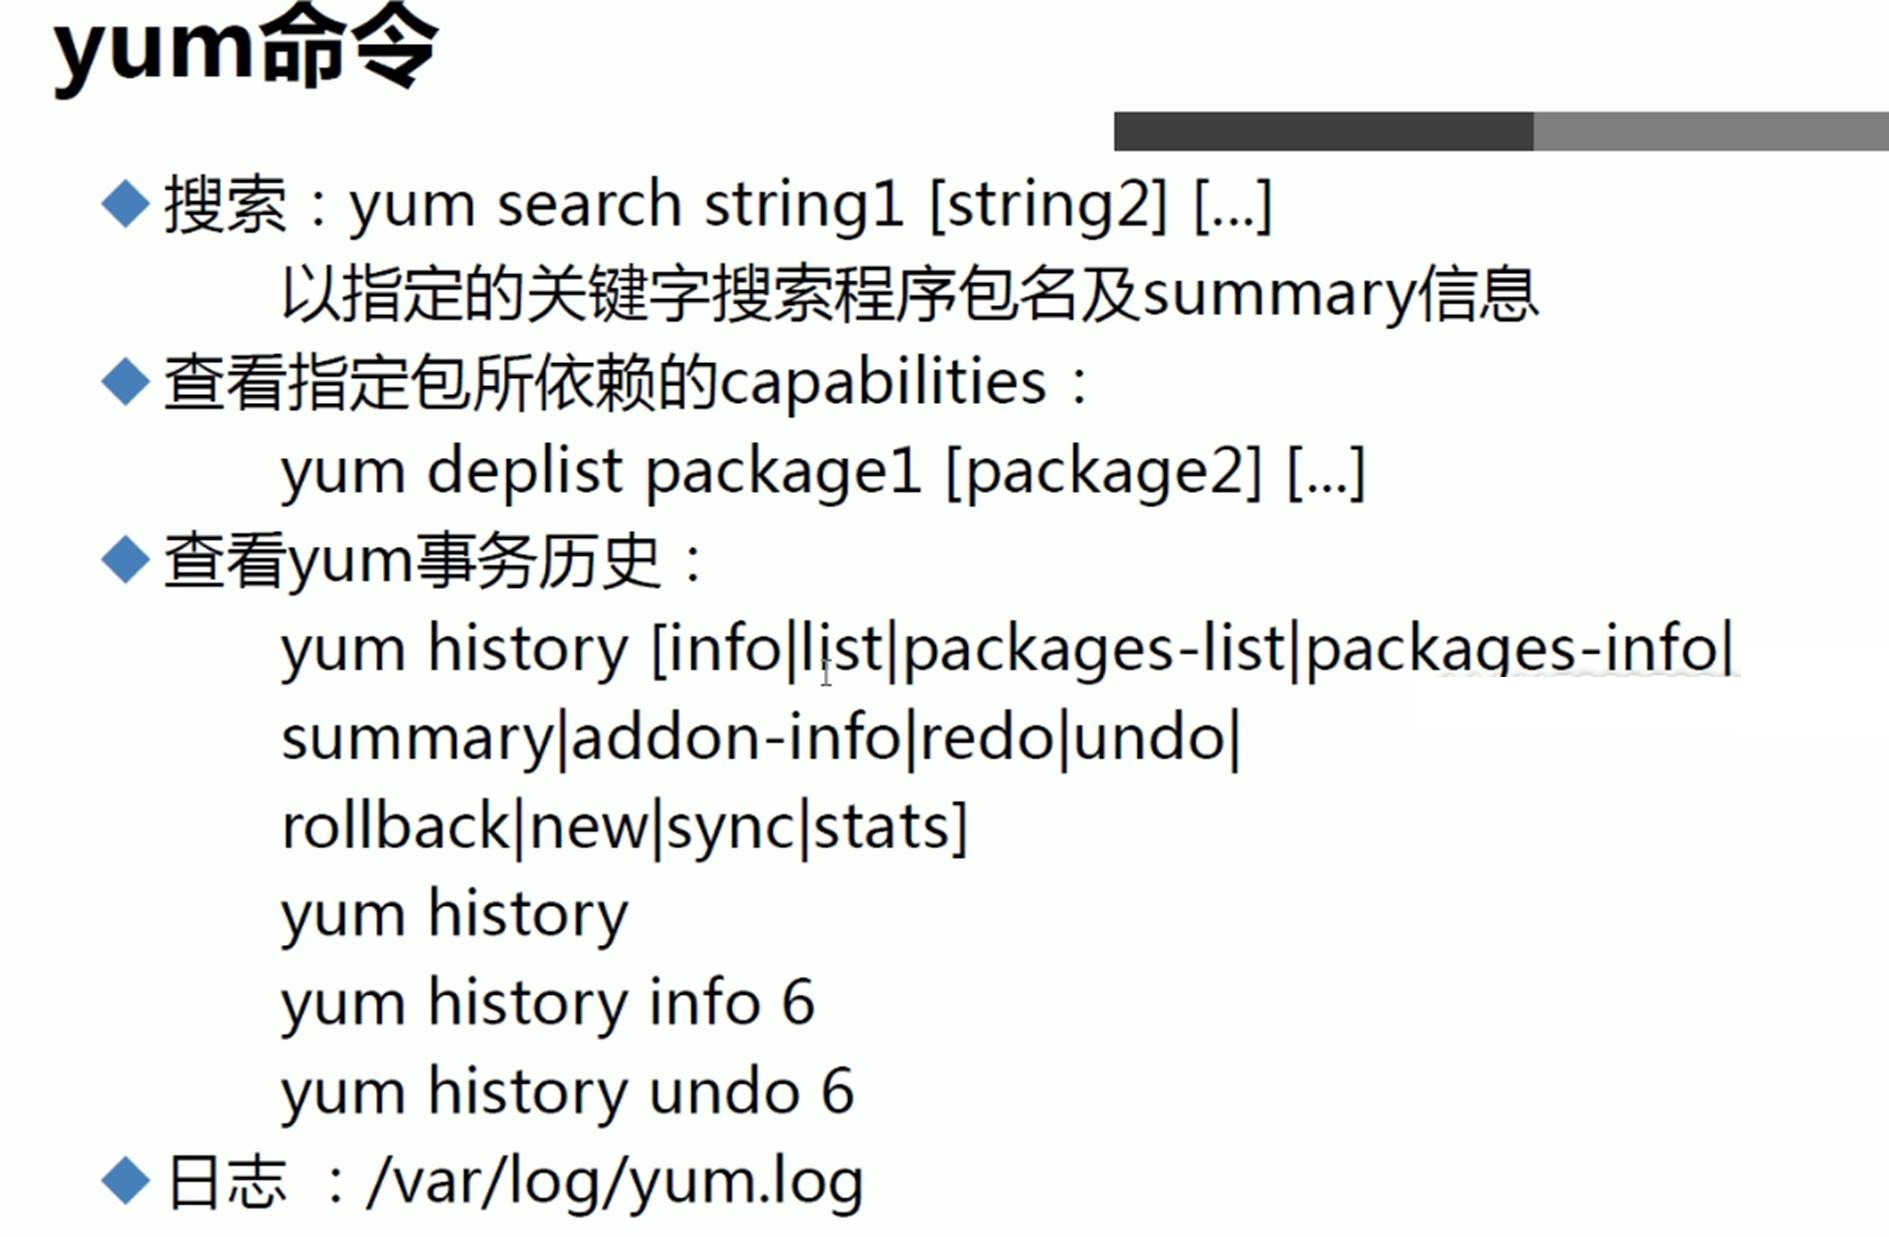 yum命令
搜索：yum search string1 [string2] [...]
以指定的关键字搜索程序包名及summary信息
查看指定包所依赖的capabilities：
yum deplist package1 [package2] [...]
查看yum事务历史：
yum history [info|list|packages-list|packages-info|
summary|addon-info|redo|undo|
rollback|new|sync|stats]
yum history
yum history info 6
yum history undo 6
日志 ：/var/log/yum.log